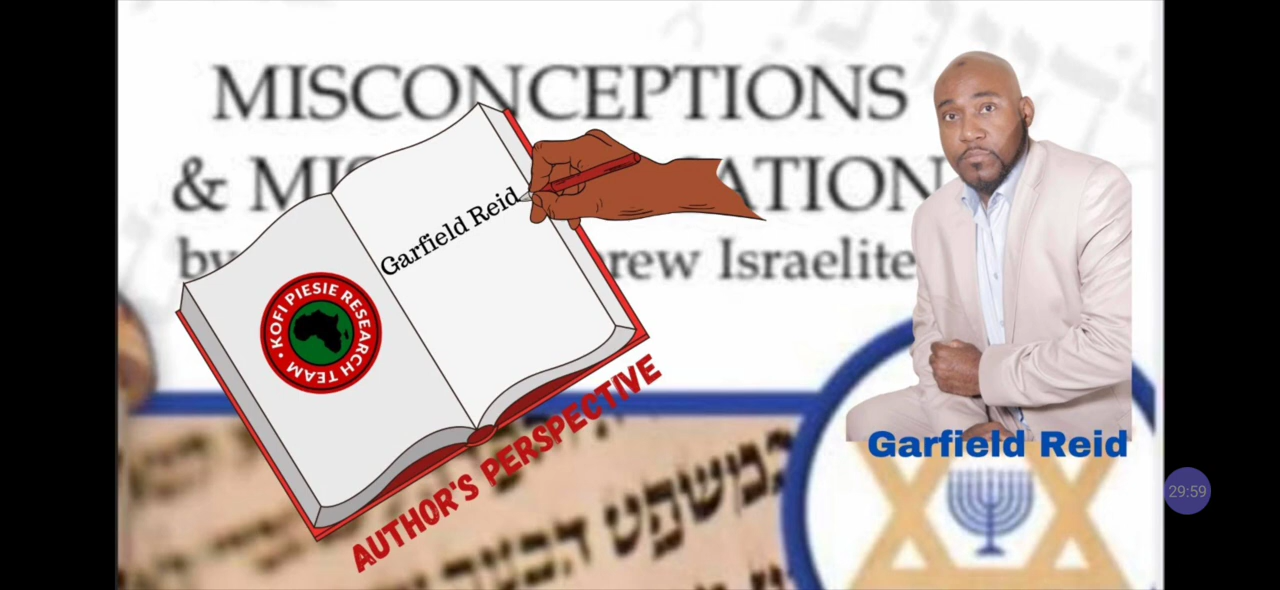 MISCONCEPTIONS
& MI ATION
by rew Israelite
Garfield Reid
KOFI PIESIE RESEARCH TEAM
AUTHOR'S PERSPECTIVE
Garfield Reid
29:59